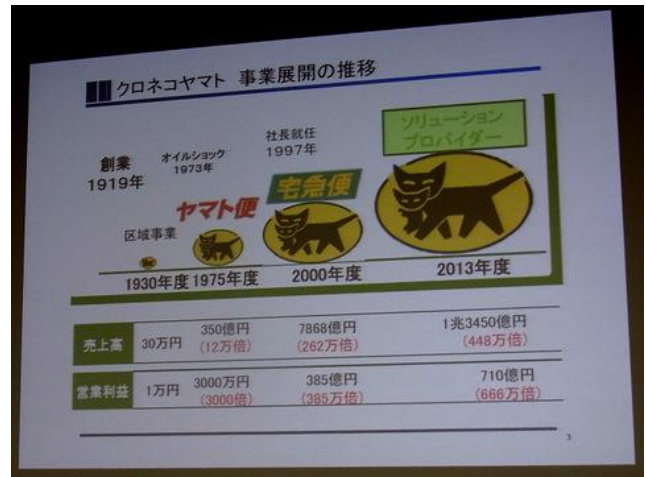 クロネコヤマト 事業展開の推移
創業
1919年
オイルショック
1973年
社長就任
1997年
ソリューション
プロバイダー
区域事業
ヤマト便
宅急便
1930年度 1975年度 2000年度 2013年度
売上高 30万円 350億円 7868億円 1兆3450億円
(12万倍) (262万倍) (448万倍)
営業利益 1万円 3000万円 385億円 710億円
(3000倍) (385万倍) (666万倍)
3